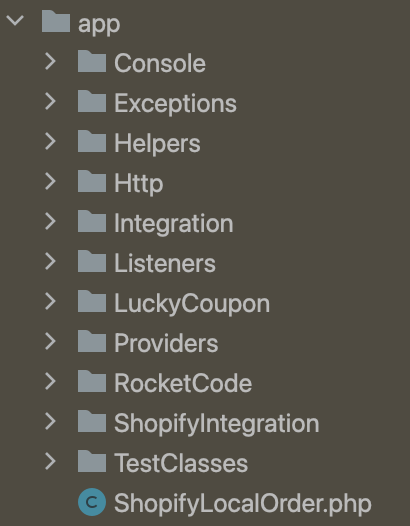 app
Console
Exceptions
Helpers
Http
Integration
Listeners
LuckyCoupon
Providers
RocketCode
ShopifyIntegration
TestClasses
C ShopifyLocalOrder.php